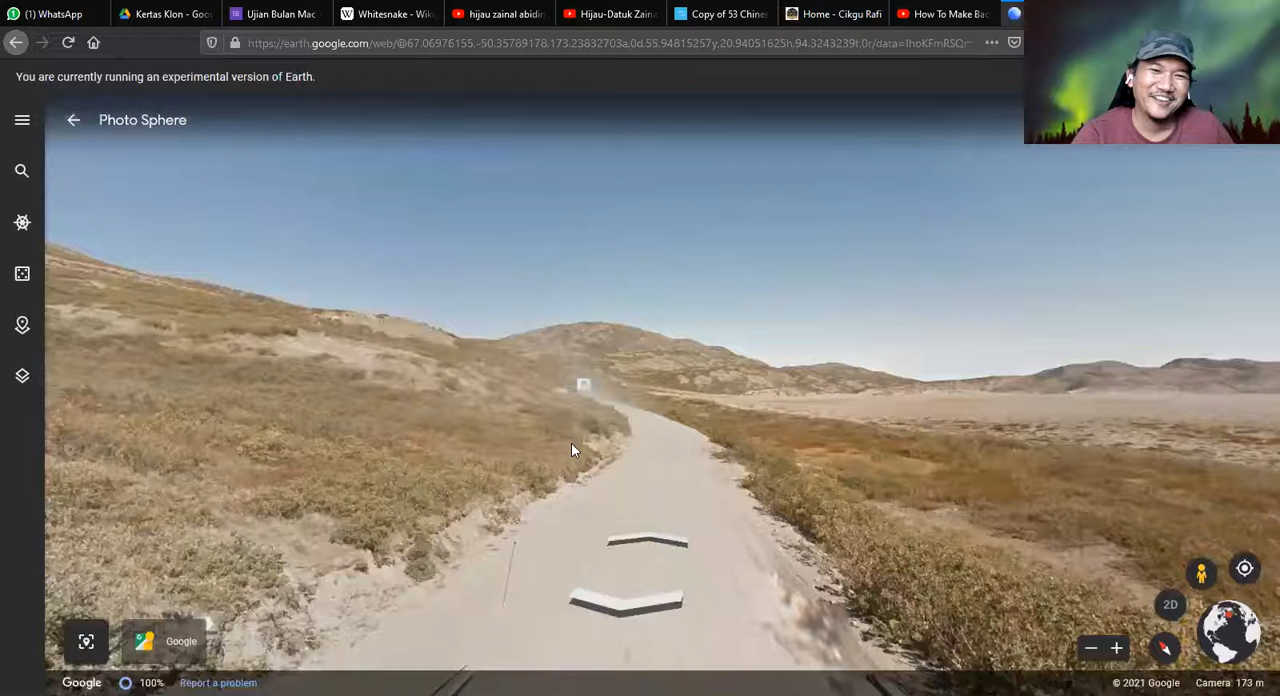 (1) WhatsApp
Kertas Klon - Goo
Ujian Bulan Mac
Whitesnake - Wik
hijau zainal abidin
Hijau-Datuk Zaina
Copy of 53 Chines
Home - Cikgu Rafi
How To Make Bac
https://earth.google.com/web/@67.06976155,-50.35789178,173.23832703a,0d,55.94815257y,20.94051625h,94.3243239t,0r/data=
You are currently running an experimental version of Earth.
Photo Sphere
2D
Google
Google
100%
Report a problem
© 2021 Google
Camera: 173 m